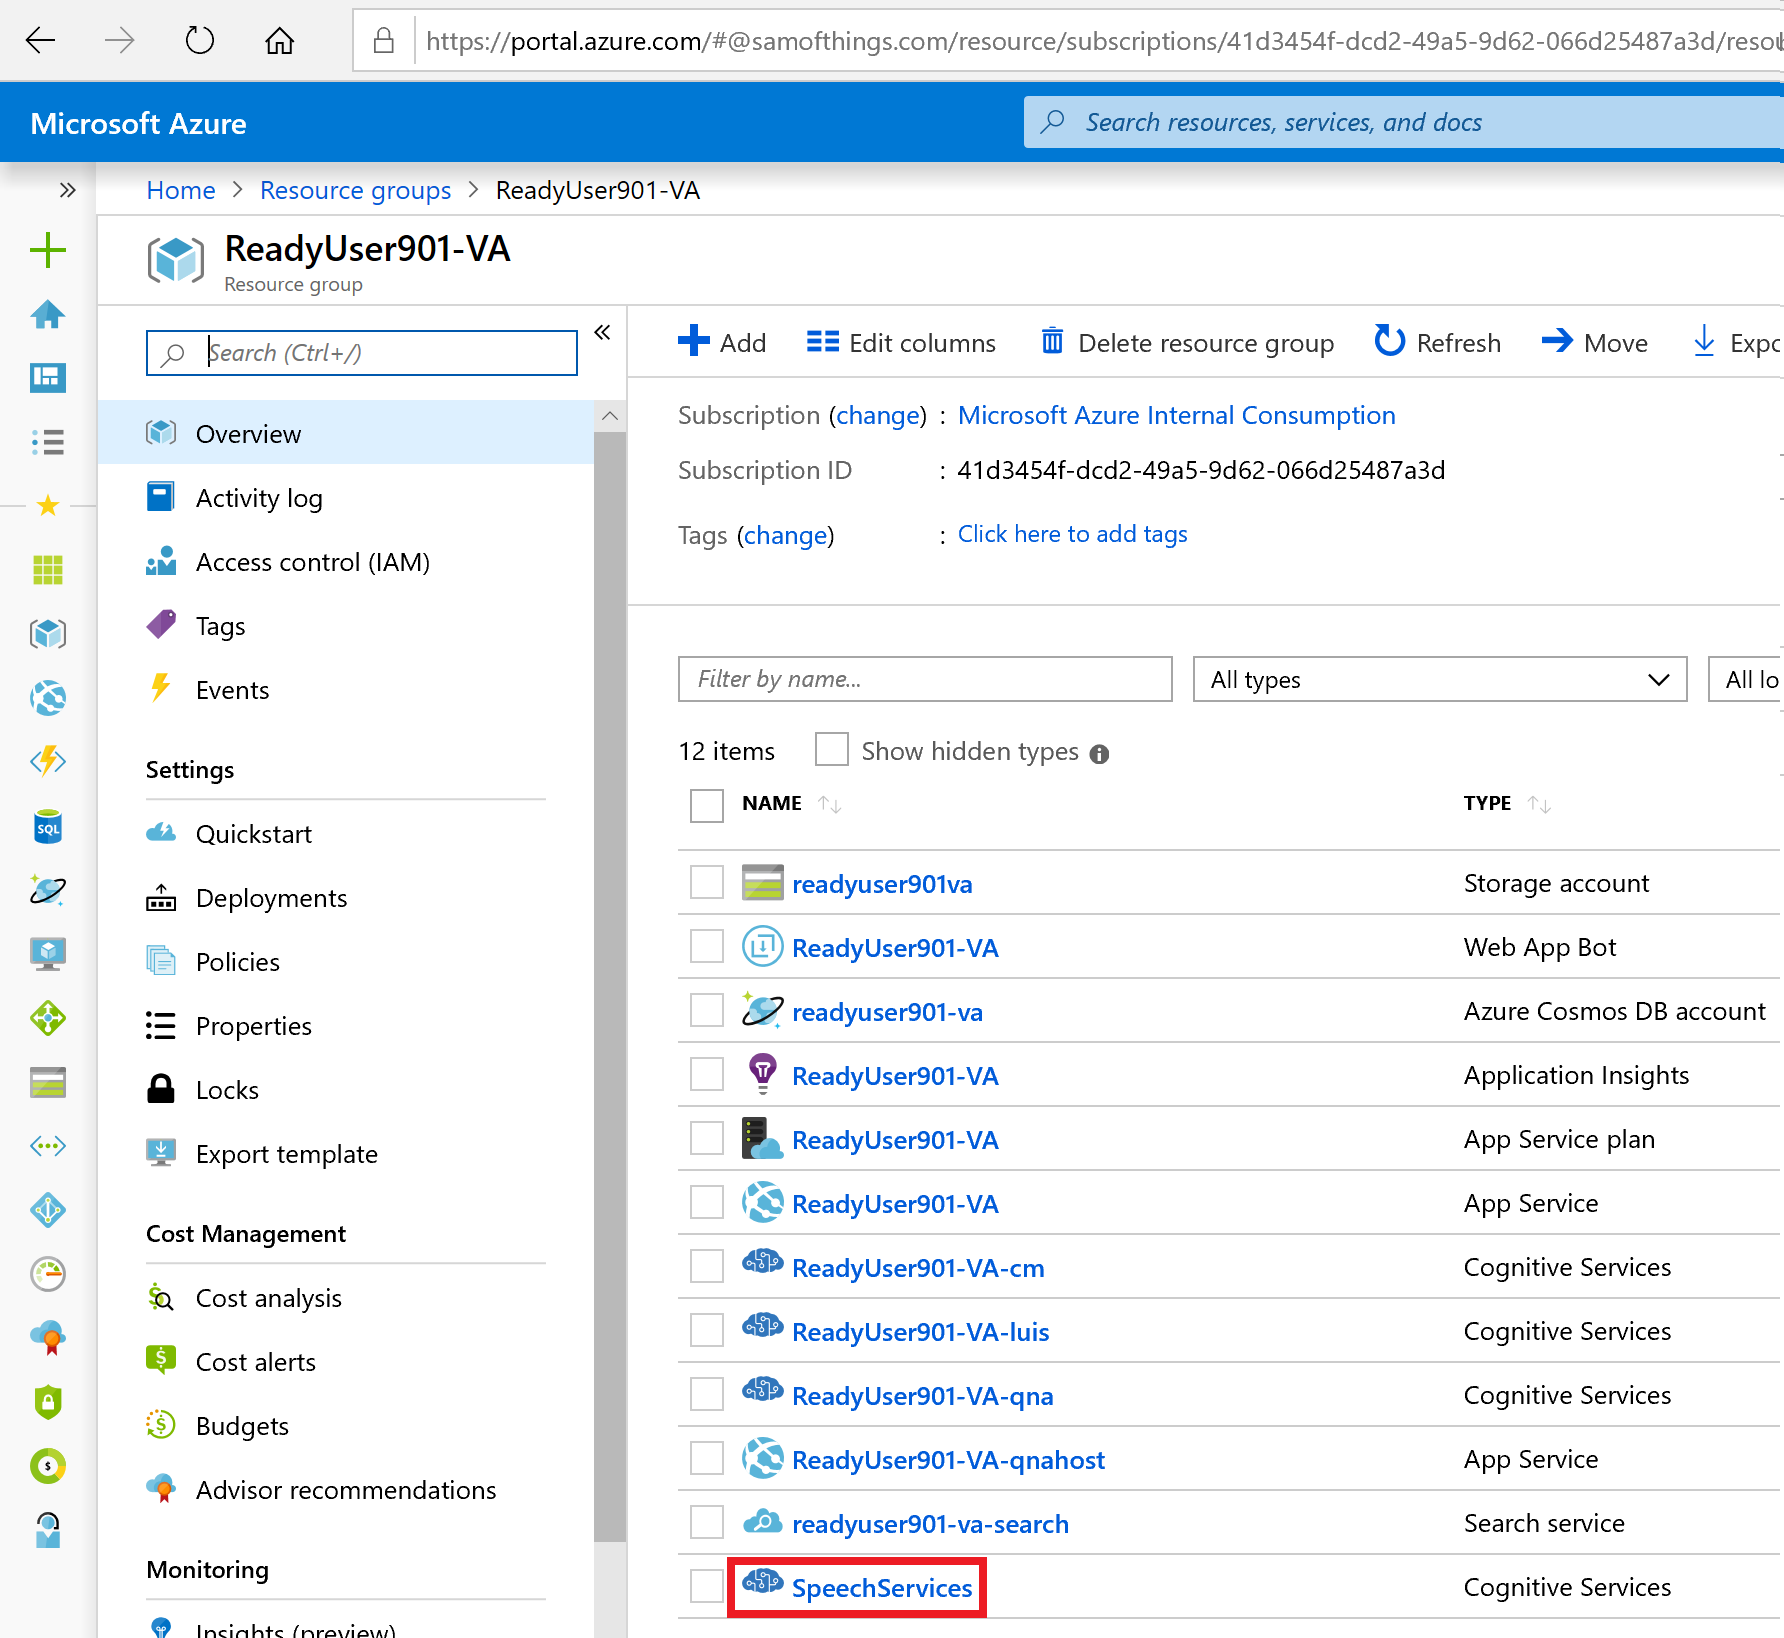 https://portal.azure.com/#@samofthings.com/resource/subscriptions/41d3454f-dcd2-49a5-9d62-066d25487a3d/resou
Microsoft Azure
Search resources, services, and docs
Home > Resource groups > ReadyUser901-VA
ReadyUser901-VA
Resource group
Search (Ctrl+/)
Overview
Activity log
Access control (IAM)
Tags
Events
Settings
Quickstart
Deployments
Policies
Properties
Locks
Export template
Cost Management
Cost analysis
Cost alerts
Budgets
Advisor recommendations
Monitoring
Insights (preview)
Add Edit columns Delete resource group Refresh Move Expo
Subscription (change) : Microsoft Azure Internal Consumption
Subscription ID : 41d3454f-dcd2-49a5-9d62-066d25487a3d
Tags (change) : Click here to add tags
Filter by name... All types All lo
12 items Show hidden types
NAME TYPE
readyuser901va Storage account
ReadyUser901-VA Web App Bot
readyuser901-va Azure Cosmos DB account
ReadyUser901-VA Application Insights
ReadyUser901-VA App Service plan
ReadyUser901-VA App Service
ReadyUser901-VA-cm Cognitive Services
ReadyUser901-VA-luis Cognitive Services
ReadyUser901-VA-qna Cognitive Services
ReadyUser901-VA-qnahost App Service
readyuser901-va-search Search service
SpeechServices Cognitive Services
SQL